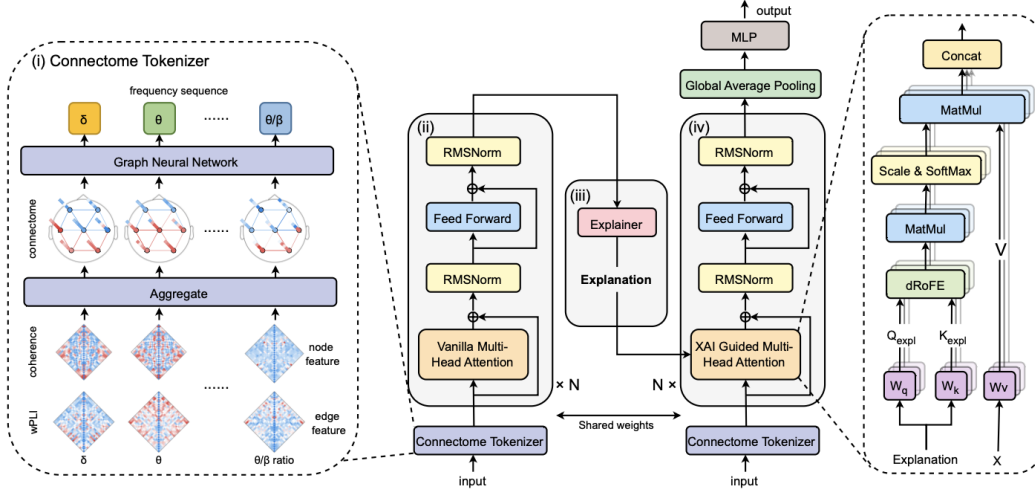 (i) Connectome Tokenizer
frequency sequence
δ
θ
......
θ/β
Graph Neural Network
connectome
......
Aggregate
coherence
node
feature
......
wPLI
edge
feature
δ
θ
θ/β ratio
(ii)
RMSNorm
⊕
Feed Forward
RMSNorm
⊕
Vanilla Multi-
Head Attention
× N
Connectome Tokenizer
input
(iii)
Explainer
Explanation
Shared weights
output
MLP
Global Average Pooling
(iv)
RMSNorm
⊕
Feed Forward
RMSNorm
⊕
XAI Guided Multi-
Head Attention
N ×
Connectome Tokenizer
input
Concat
MatMul
Scale & SoftMax
MatMul
V
dRoFE
Q_expl
K_expl
W_q
W_k
W_v
Explanation
X